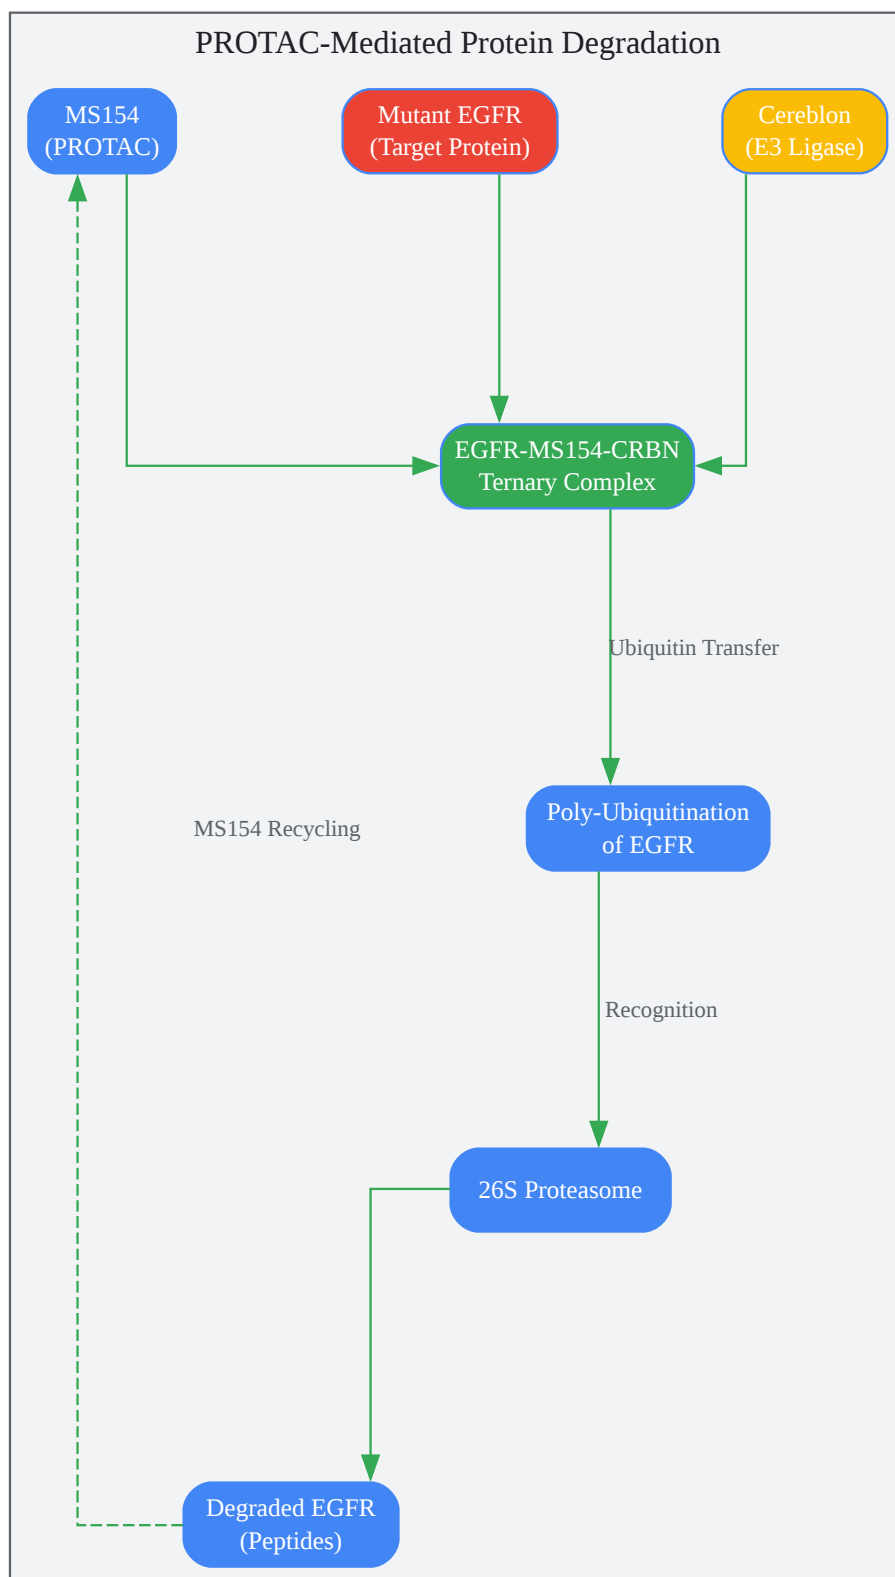 PROTAC-Mediated Protein Degradation
MS154
(PROTAC)
Mutant EGFR
(Target Protein)
Cereblon
(E3 Ligase)
EGFR-MS154-CRBN
Ternary Complex
Ubiquitin Transfer
Poly-Ubiquitination
of EGFR
MS154 Recycling
Recognition
26S Proteasome
Degraded EGFR
(Peptides)